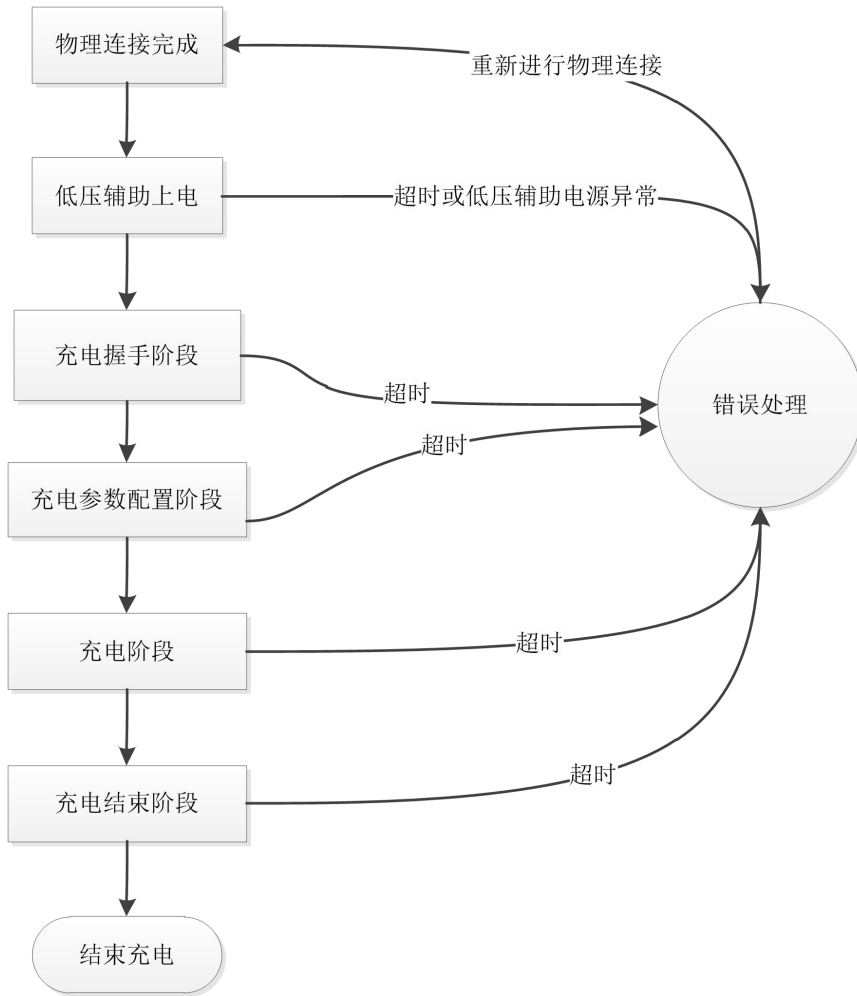 物理连接完成
重新进行物理连接
低压辅助上电
超时或低压辅助电源异常
充电握手阶段
超时
错误处理
超时
充电参数配置阶段
充电阶段
超时
超时
充电结束阶段
结束充电